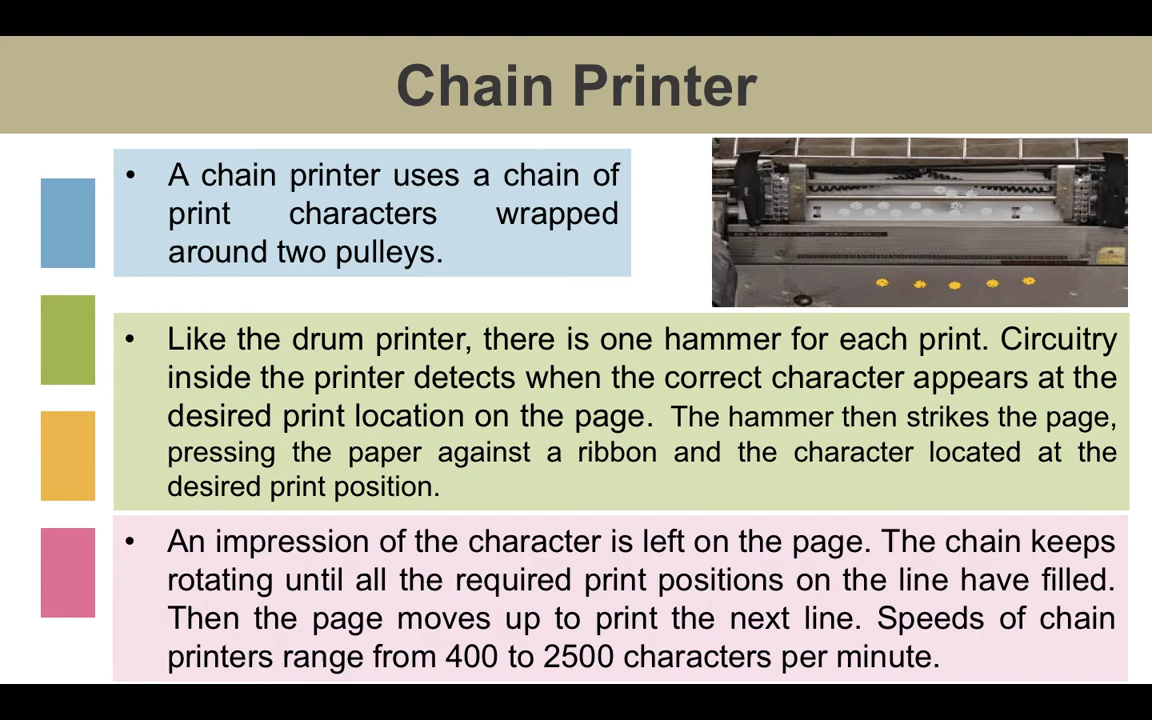 Chain Printer
• A chain printer uses a chain of
print characters wrapped
around two pulleys.
• Like the drum printer, there is one hammer for each print. Circuitry
inside the printer detects when the correct character appears at the
desired print location on the page. The hammer then strikes the page,
pressing the paper against a ribbon and the character located at the
desired print position.
• An impression of the character is left on the page. The chain keeps
rotating until all the required print positions on the line have filled.
Then the page moves up to print the next line. Speeds of chain
printers range from 400 to 2500 characters per minute.